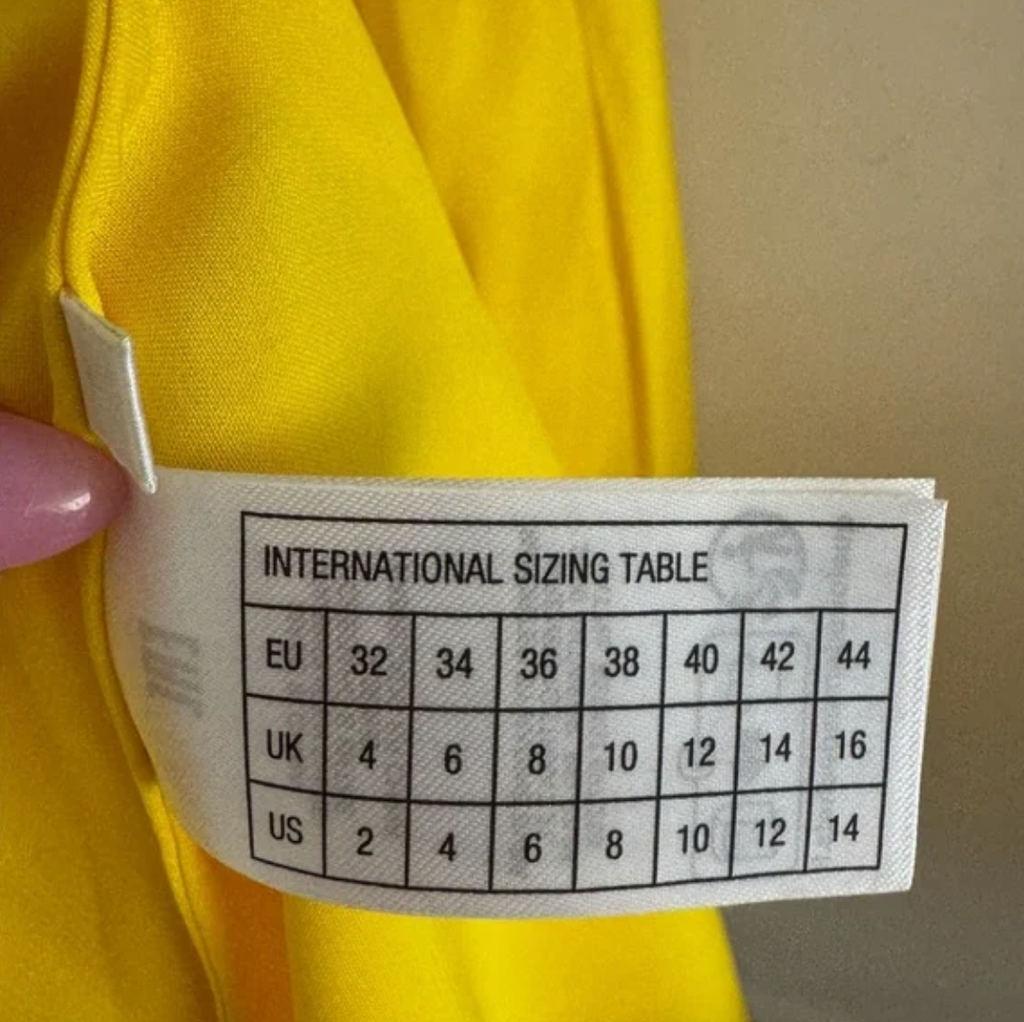 INTERNATIONAL SIZING TABLE
EU 32 34 36 38 40 42 44
UK 4 6 8 10 12 14 16
US 2 4 6 8 10 12 14